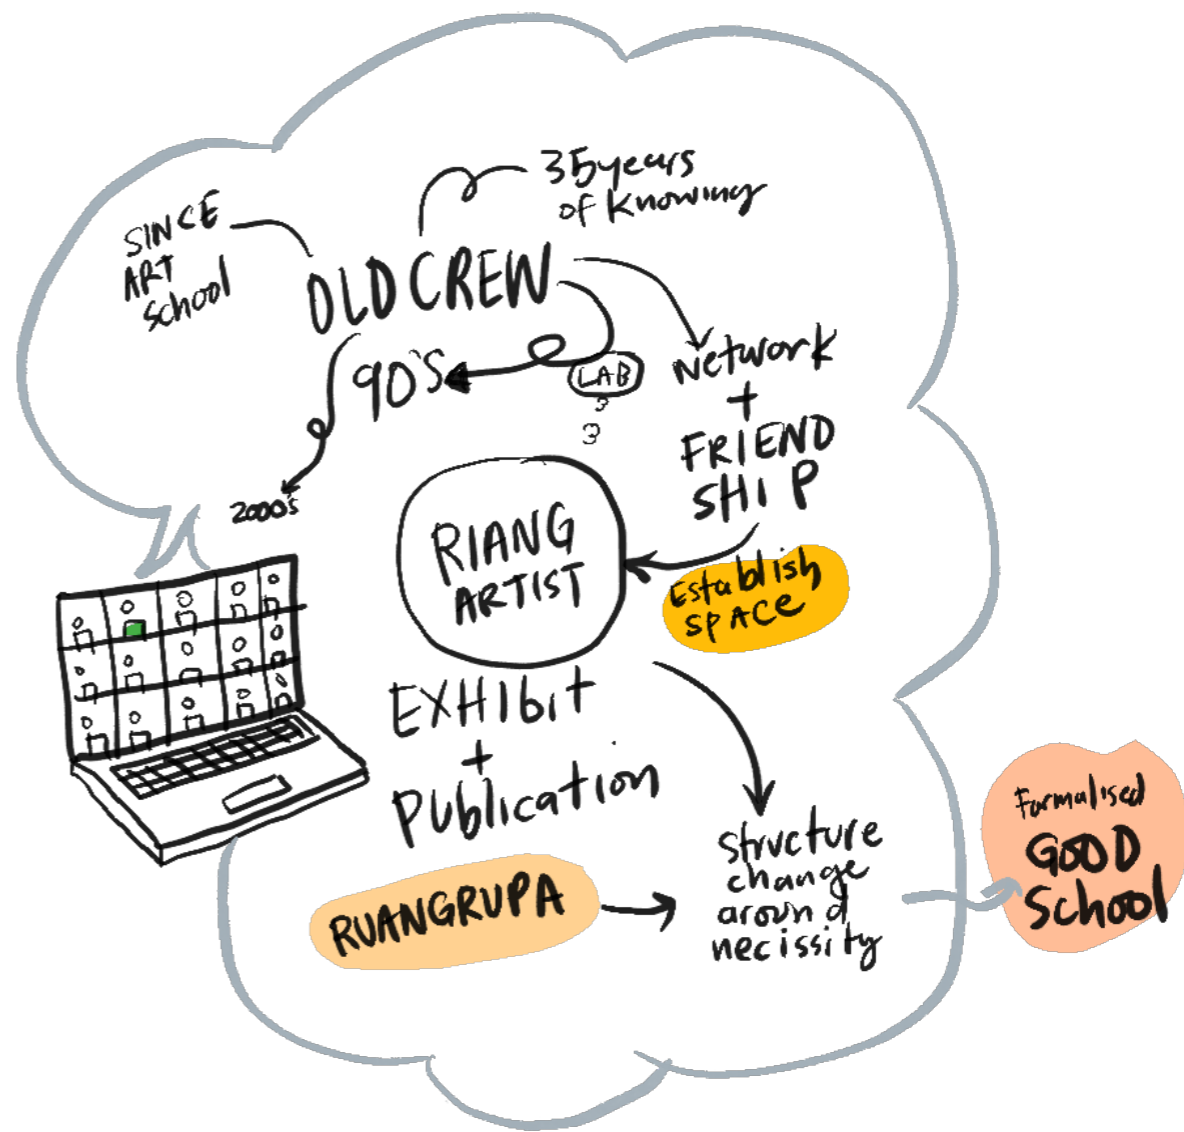 35years
of Knowing
SINCE
ART
School
OLD CREW
90'S
LAB
Network
+
FRIEND
SHIP
2000's
RIANG
ARTIST
Establish
SPACE
EXHIbit
+
PUblication
RUANGRUPA
structure
change
around
necissity
Formalised
GOOD
School